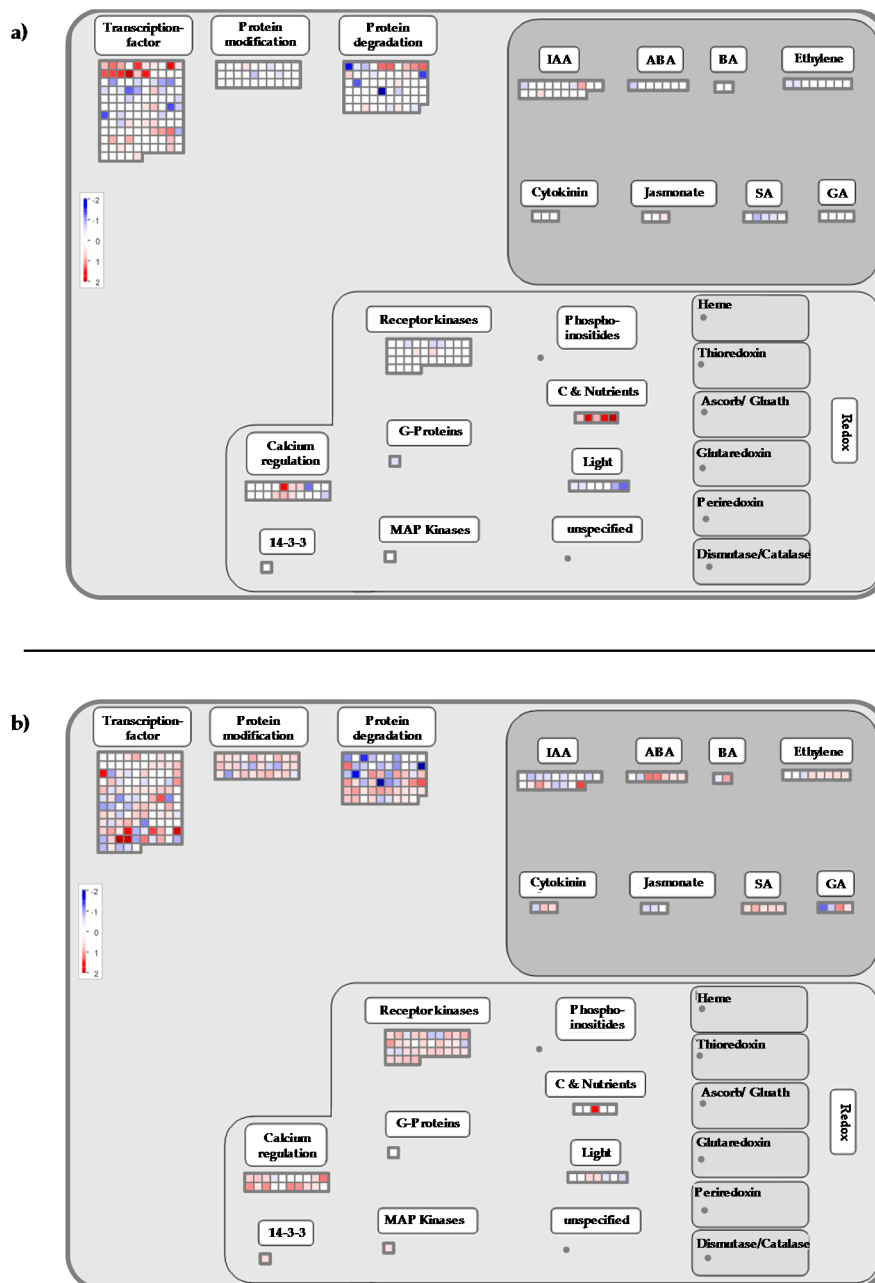 a)
Transcription-
factor
Protein
modification
Protein
degradation
IAA
ABA
BA
Ethylene
Cytokinin
Jasmonate
SA
GA
-2
-1
0
1
2
Receptor kinases
Phospho-
inositides
C & Nutrients
G-Proteins
Calcium
regulation
Light
14-3-3
MAP Kinases
unspecified
Heme
Thioredoxin
Ascorb/ Gluath
Glutaredoxin
Periredoxin
Dismutase/Catalase
Redox
b)
Transcription-
factor
Protein
modification
Protein
degradation
IAA
ABA
BA
Ethylene
Cytokinin
Jasmonate
SA
GA
-2
-1
0
1
2
Receptor kinases
Phospho-
inositides
C & Nutrients
G-Proteins
Calcium
regulation
Light
14-3-3
MAP Kinases
unspecified
Heme
Thioredoxin
Ascorb/ Gluath
Glutaredoxin
Periredoxin
Dismutase/Catalase
Redox